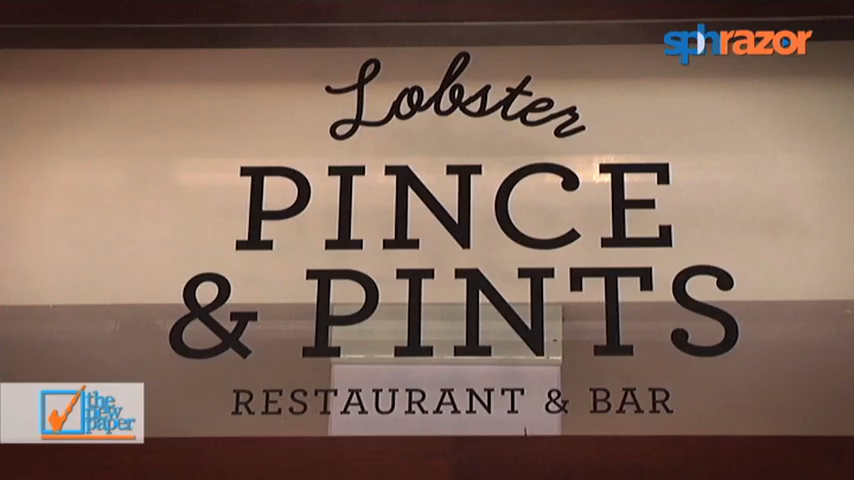 sphrazor
Lobster
PINCE
& PINTS
RESTAURANT & BAR
the
new
paper